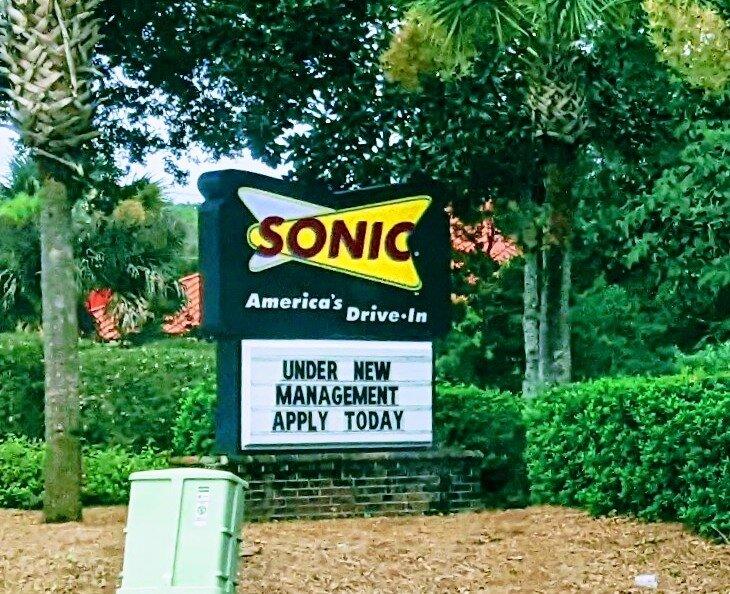 SONIC
America's
Drive-In
UNDER NEW
MANAGEMENT
APPLY TODAY